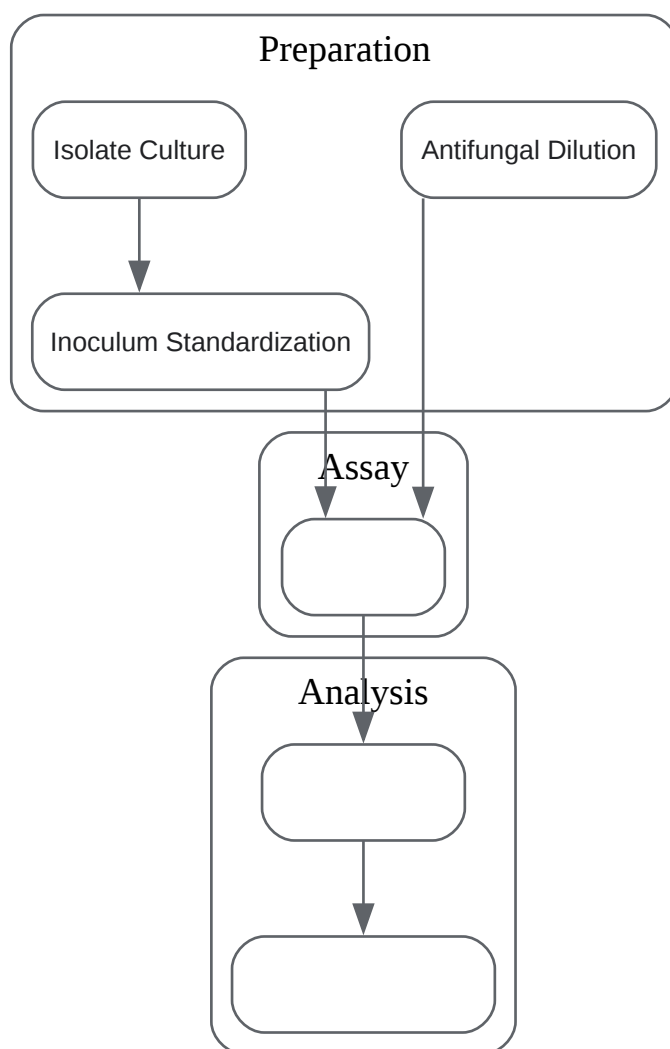 Preparation
Isolate Culture
Antifungal Dilution
Inoculum Standardization
Assay
Analysis